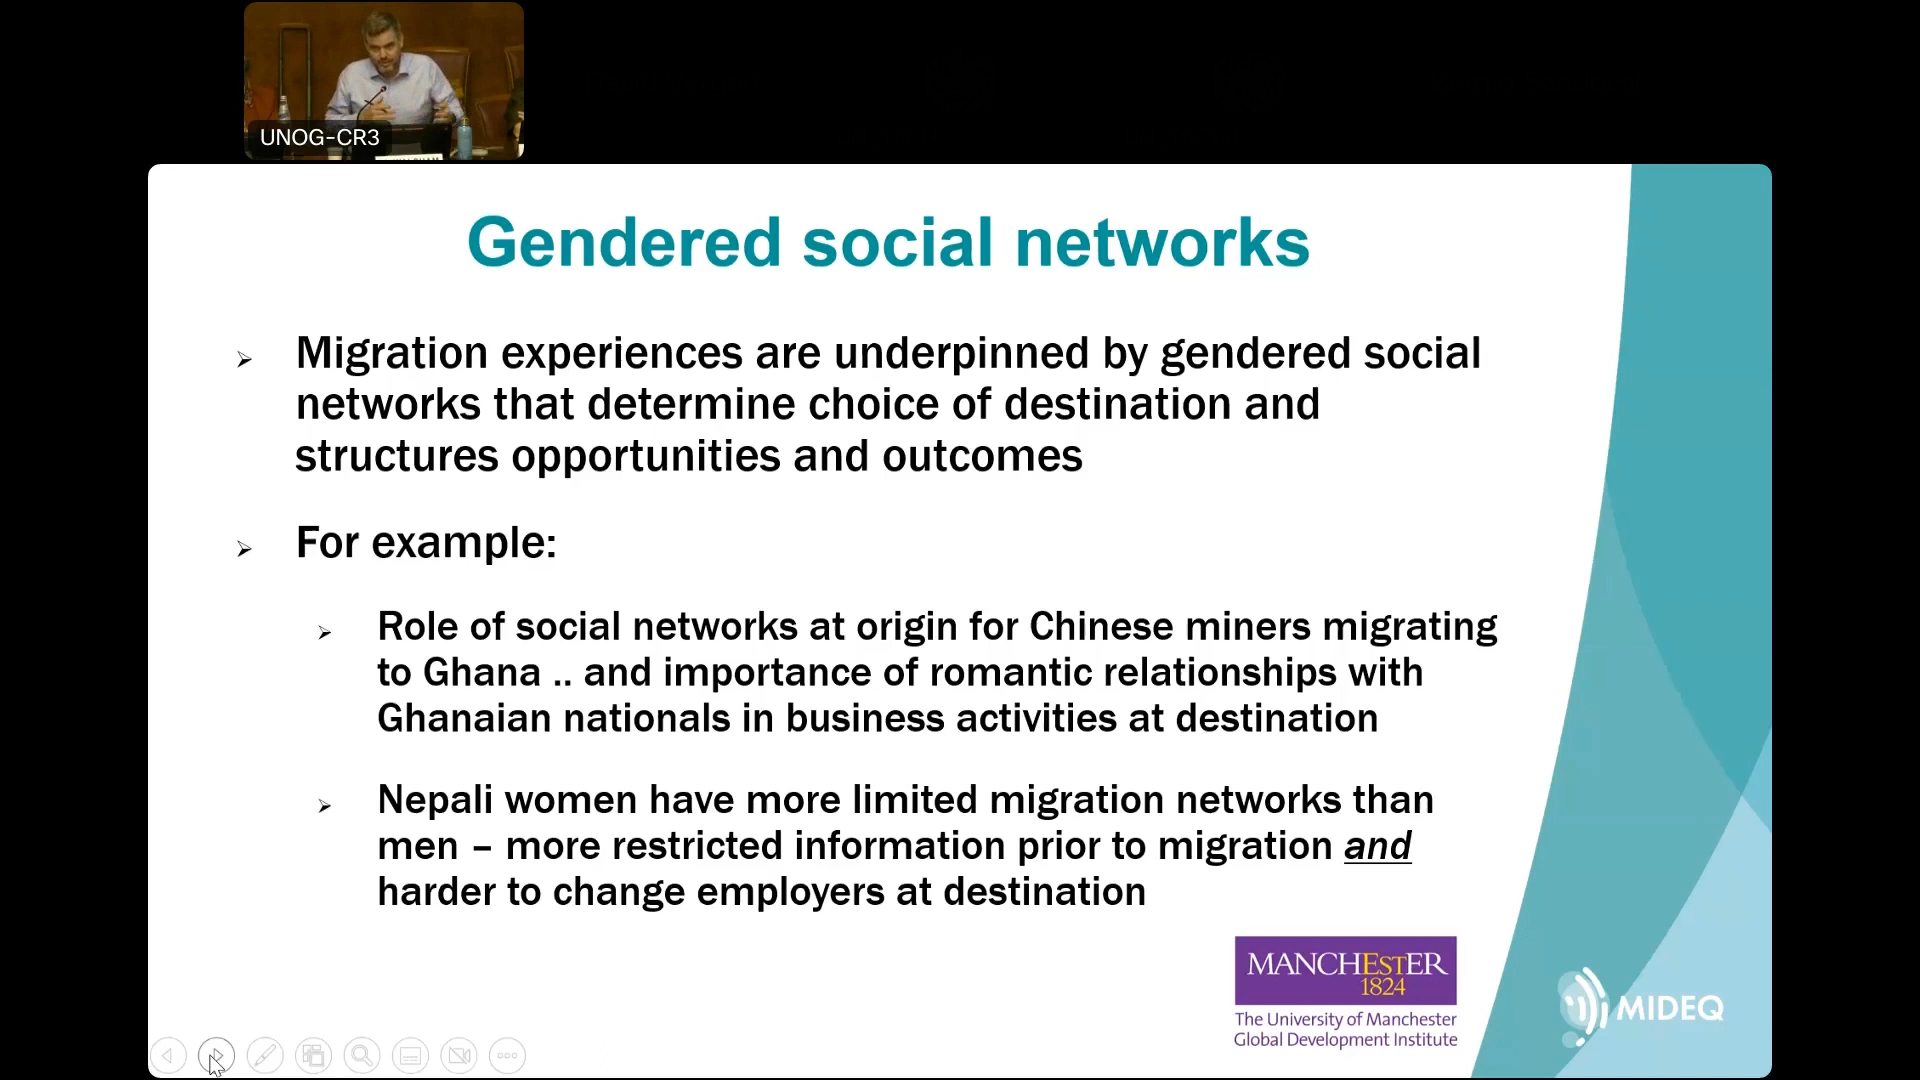 UNOG-CR3
Gendered social networks
➢ Migration experiences are underpinned by gendered social
networks that determine choice of destination and
structures opportunities and outcomes
➢ For example:
➢ Role of social networks at origin for Chinese miners migrating
to Ghana .. and importance of romantic relationships with
Ghanaian nationals in business activities at destination
➢ Nepali women have more limited migration networks than
men – more restricted information prior to migration and
harder to change employers at destination
MANCHEstER
1824
The University of Manchester
Global Development Institute
MIDEQ